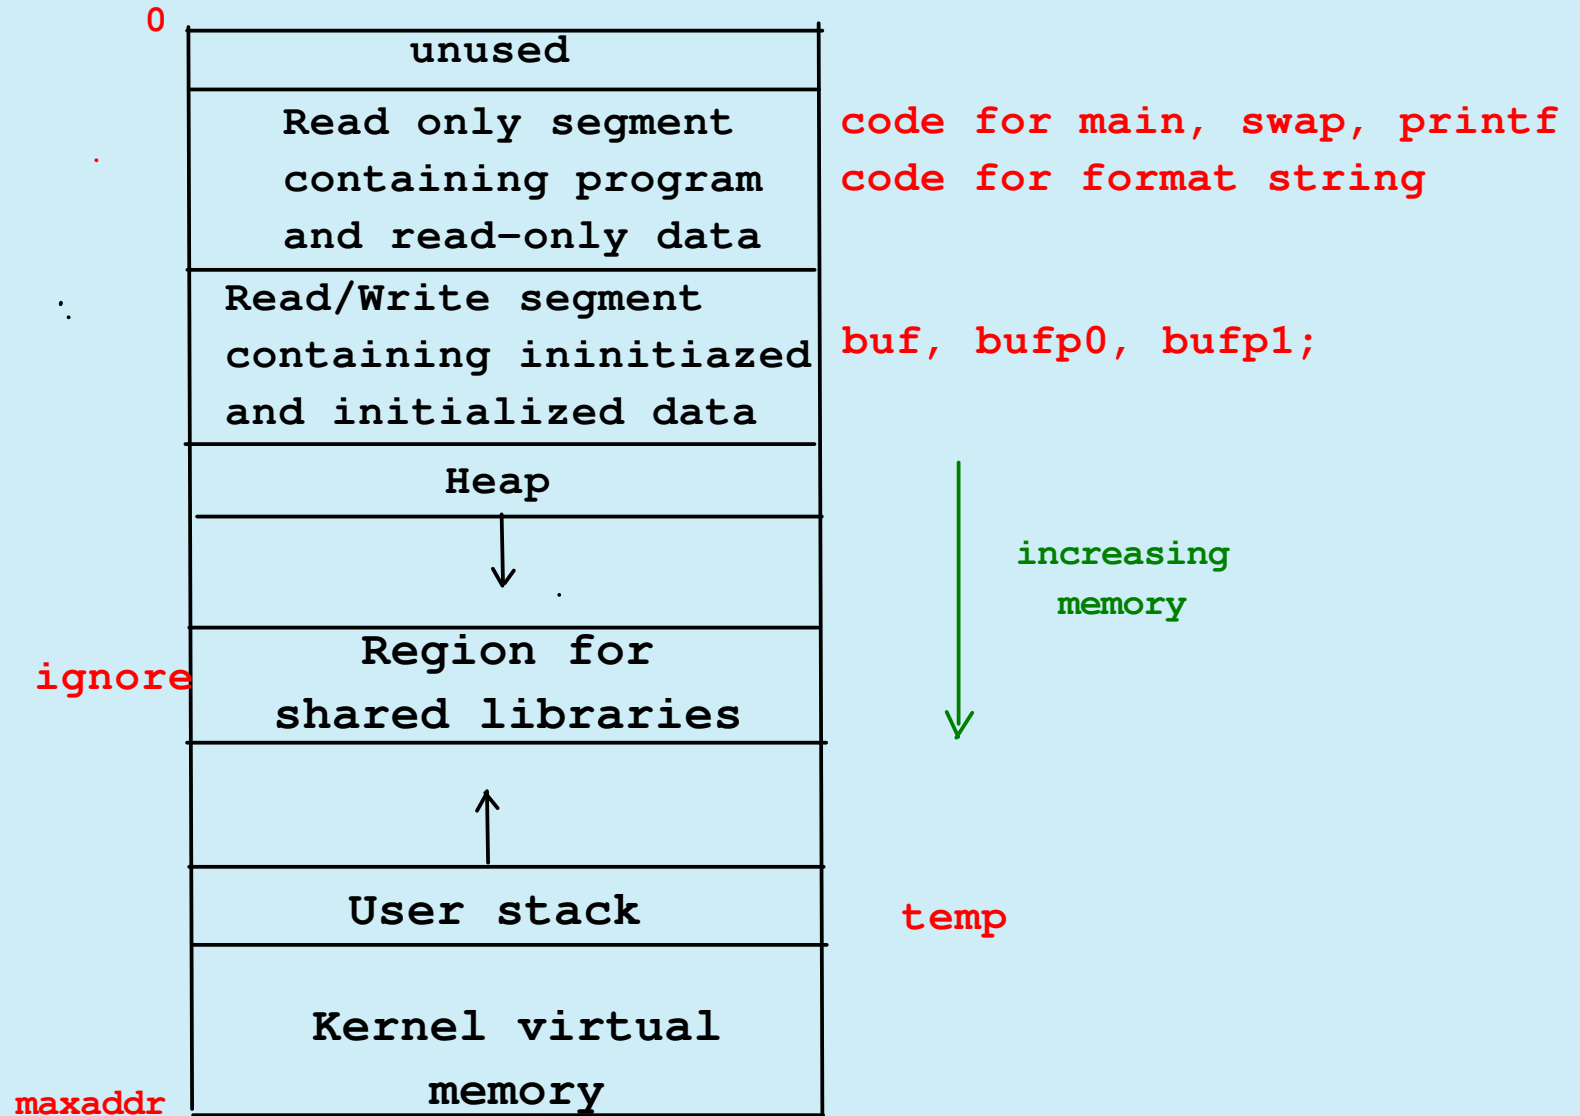 0
unused
Read only segment
containing program
and read-only data
code for main, swap, printf
code for format string
Read/Write segment
containing ininitiazed
and initialized data
buf, bufp0, bufp1;
Heap
increasing
memory
ignore
Region for
shared libraries
User stack
temp
Kernel virtual
memory
maxaddr